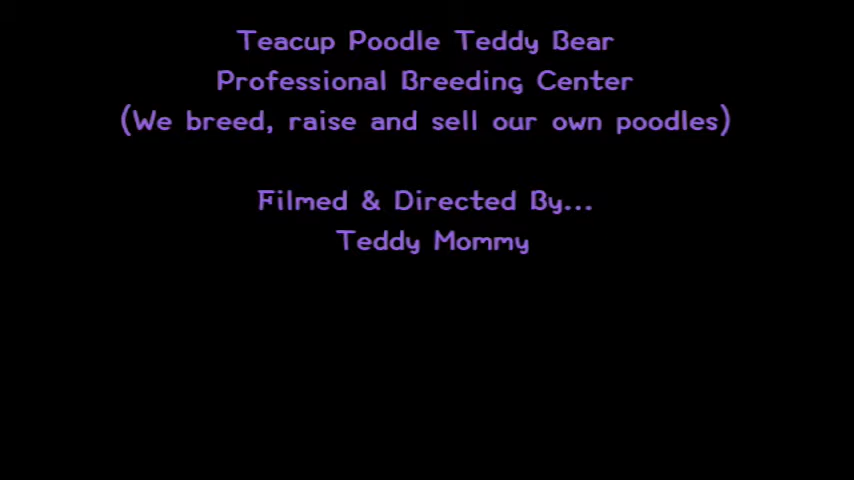 Teacup Poodle Teddy Bear
Professional Breeding Center
(We breed, raise and sell our own poodles)
Filmed & Directed By...
Teddy Mommy